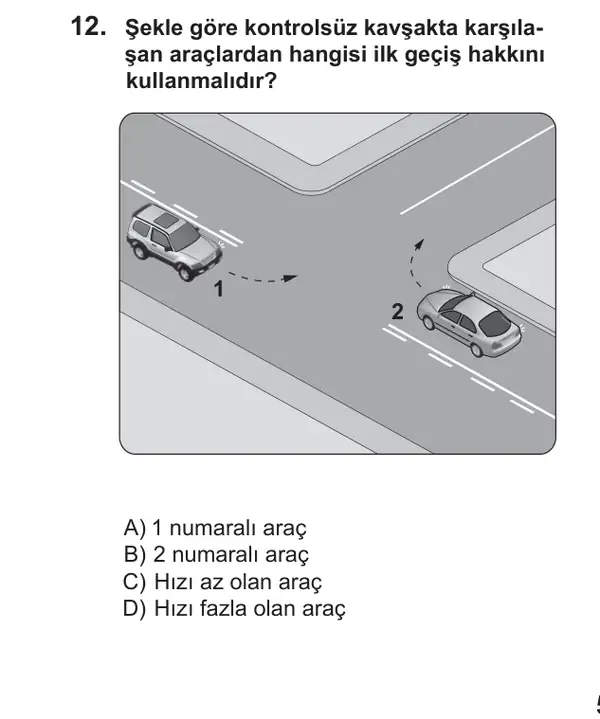 12. Şekle göre kontrolsüz kavşakta karşıla-
şan araçlardan hangisi ilk geçiş hakkını
kullanmalıdır?
1
2
A) 1 numaralı araç
B) 2 numaralı araç
C) Hızı az olan araç
D) Hızı fazla olan araç